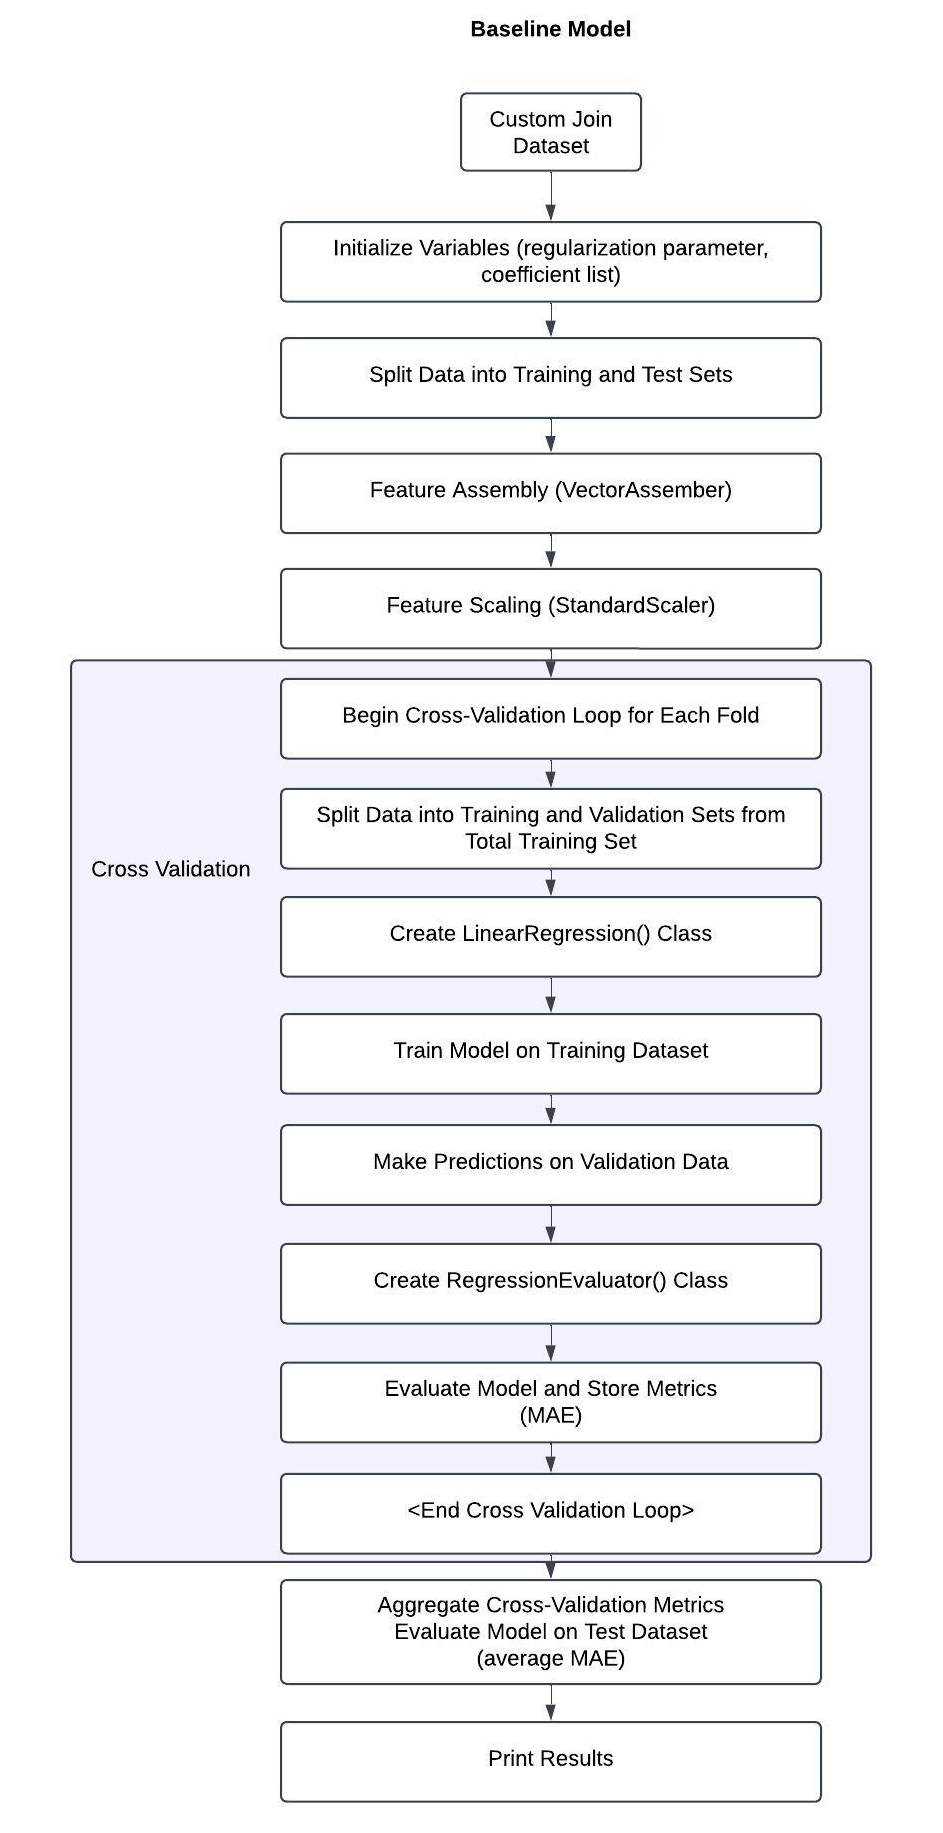 Baseline Model
Custom Join
Dataset
Initialize Variables (regularization parameter,
coefficient list)
Split Data into Training and Test Sets
Feature Assembly (VectorAssember)
Feature Scaling (StandardScaler)
Begin Cross-Validation Loop for Each Fold
Split Data into Training and Validation Sets from
Total Training Set
Cross Validation
Create LinearRegression() Class
Train Model on Training Dataset
Make Predictions on Validation Data
Create RegressionEvaluator() Class
Evaluate Model and Store Metrics
(MAE)
<End Cross Validation Loop>
Aggregate Cross-Validation Metrics
Evaluate Model on Test Dataset
(average MAE)
Print Results